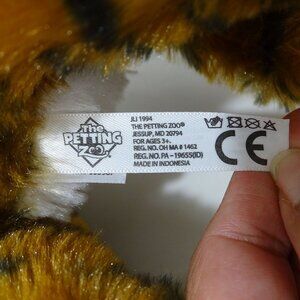 The
PETTING
ZOO
JLI 1994
THE PETTING ZOO®
JESSUP, MD 20794
FOR AGES 3+.
REG. NO. OH MA # 1462
REG. NO. PA – 19655(ID)
MADE IN INDONESIA
CE